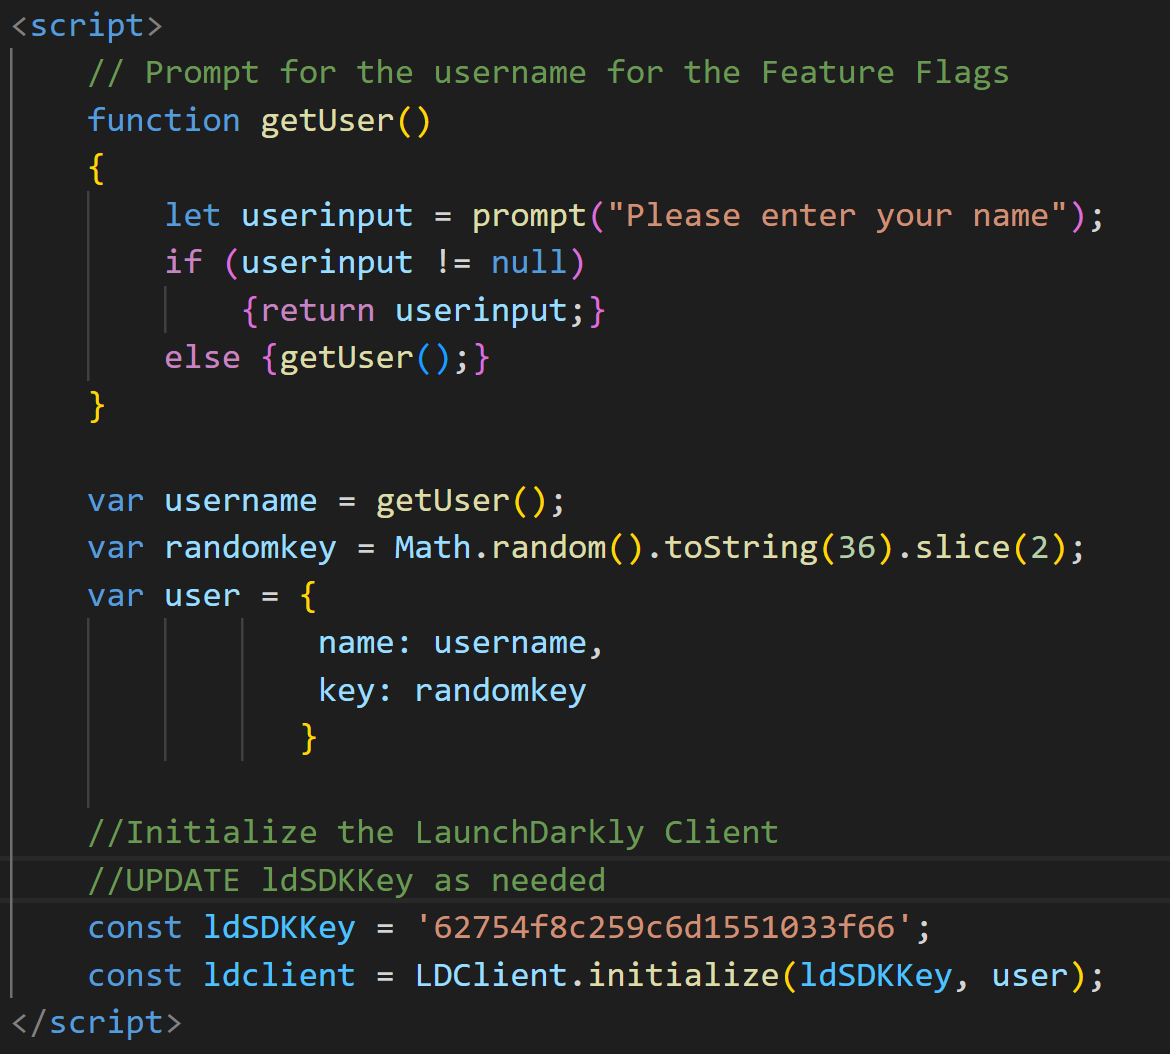 <script>
// Prompt for the username for the Feature Flags
function getUser()
{
let userinput = prompt("Please enter your name");
if (userinput != null)
{return userinput;}
else {getUser();}
}
var username = getUser();
var randomkey = Math.random().toString(36).slice(2);
var user = {
name: username,
key: randomkey
}
//Initialize the LaunchDarkly Client
//UPDATE ldSDKKey as needed
const ldSDKKey = '62754f8c259c6d1551033f66';
const ldclient = LDClient.initialize(ldSDKKey, user);
</script>